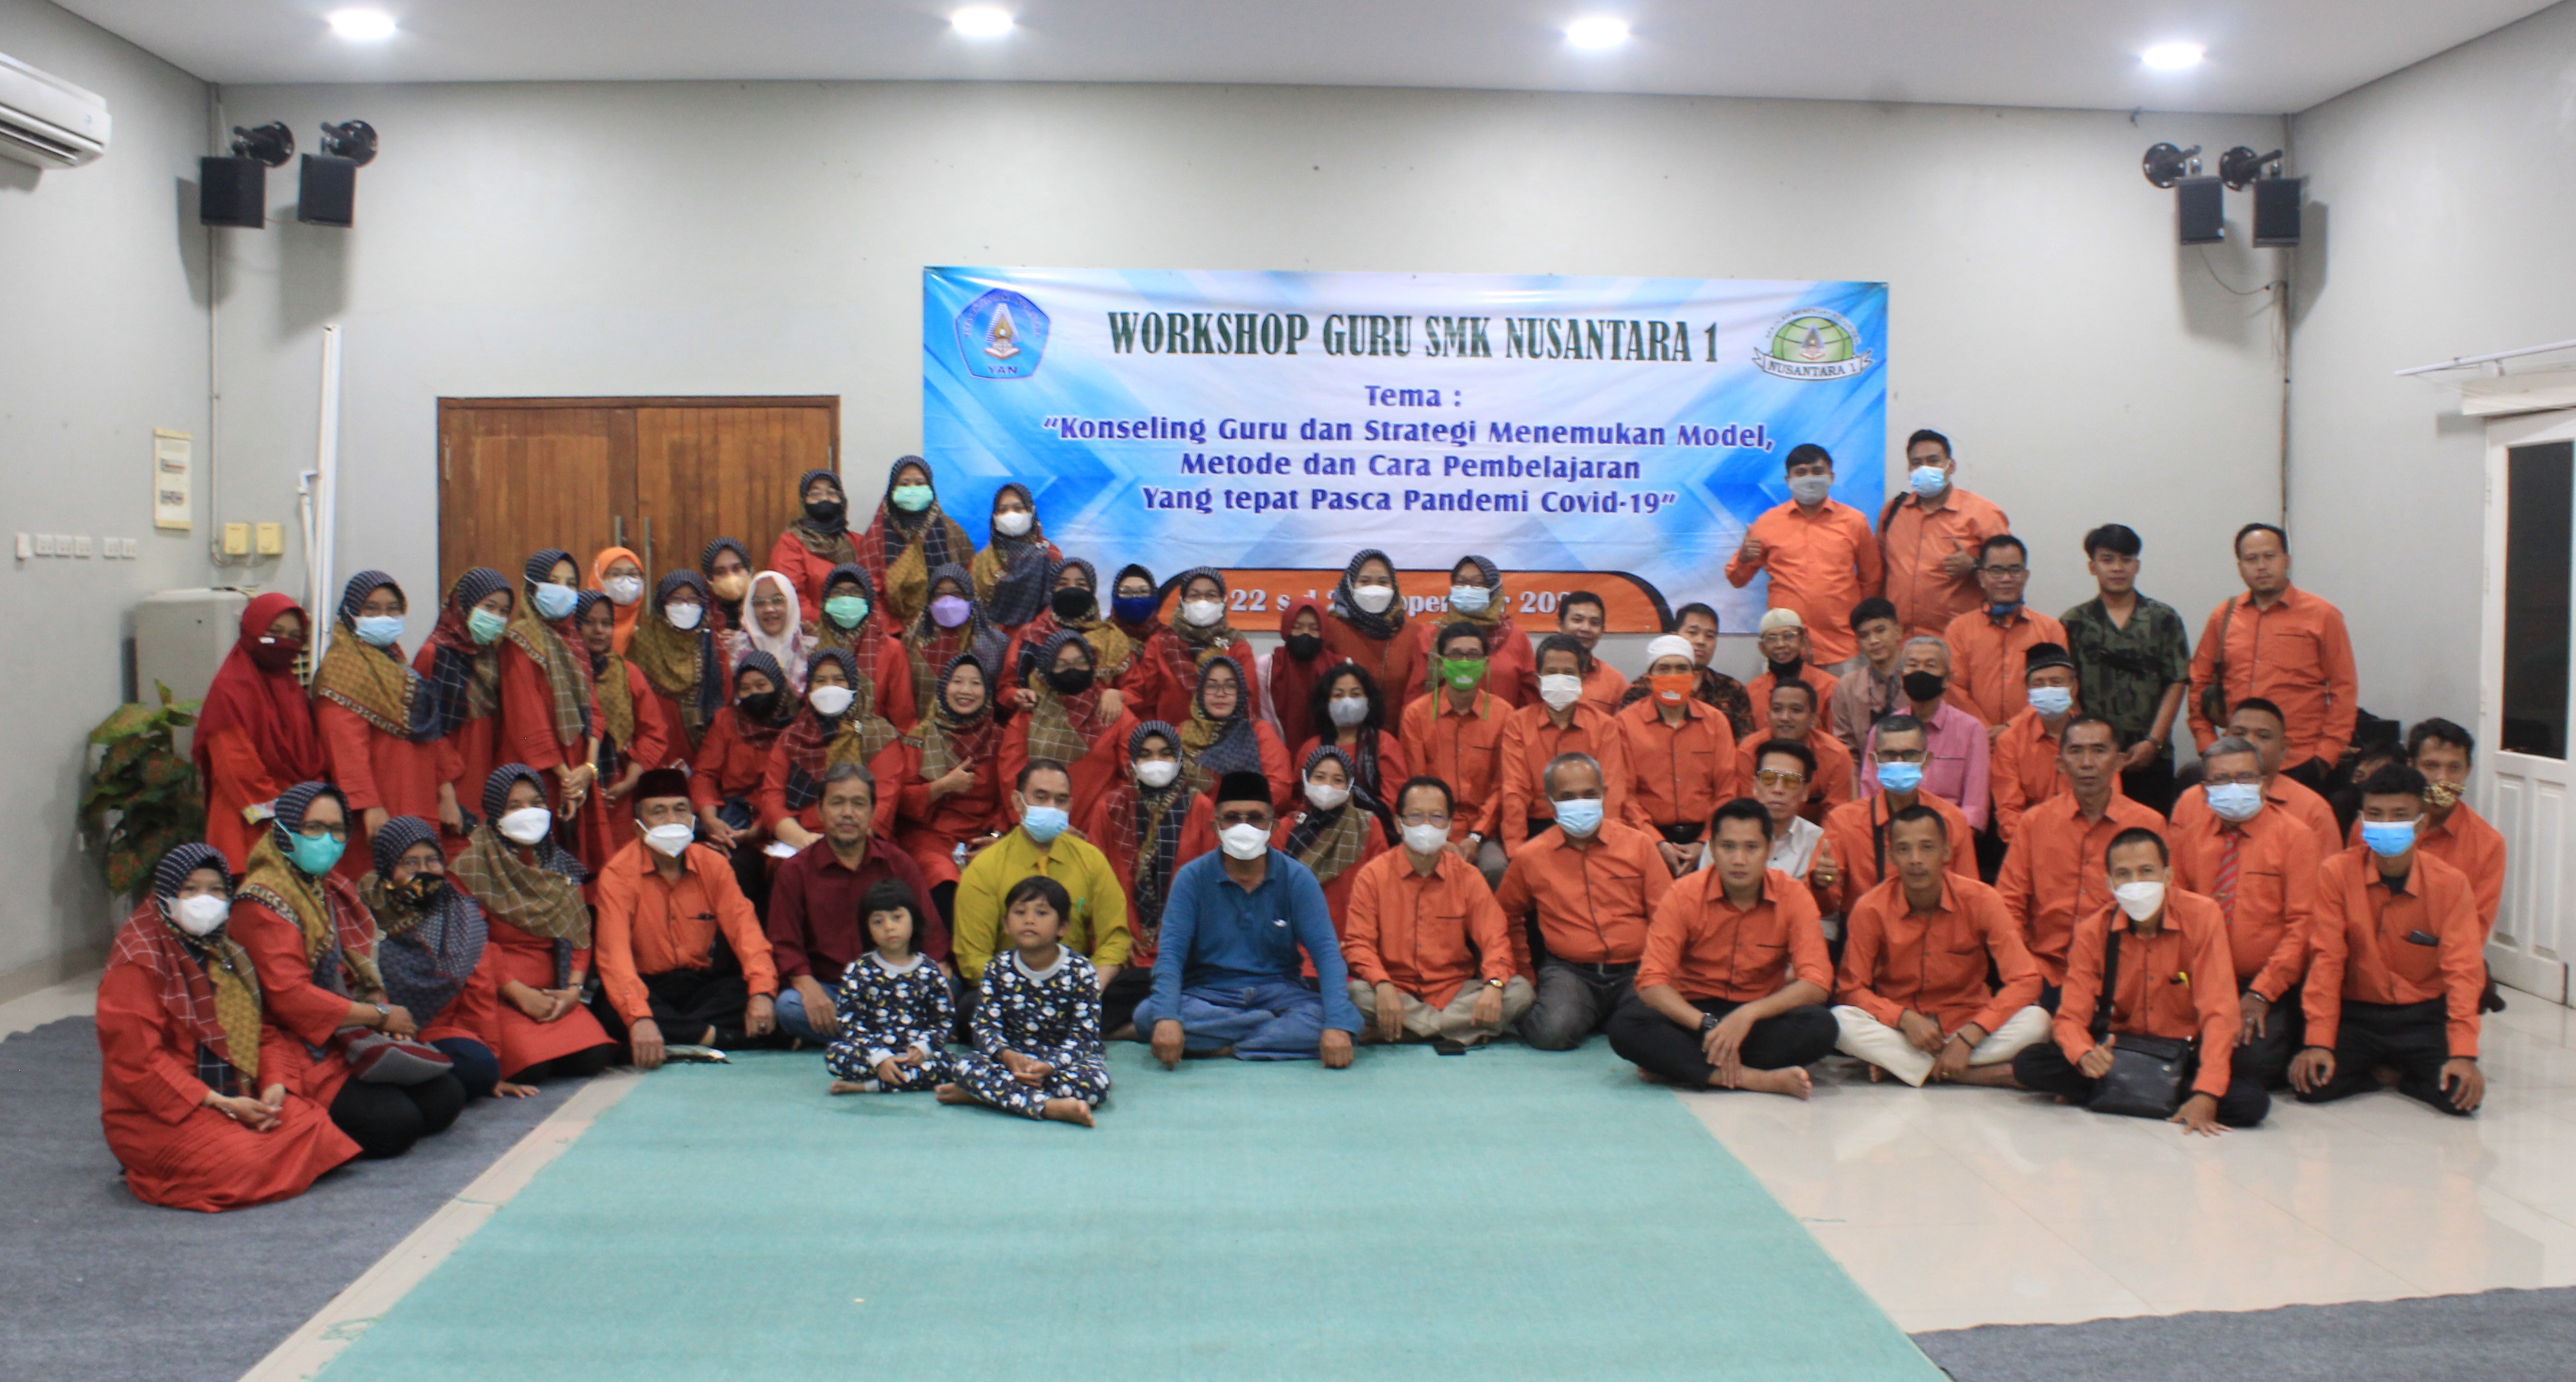 WORKSHOP GURU SMK NUSANTARA 1
Tema :
“Konseling Guru dan Strategi Menemukan Model,
Metode dan Cara Pembelajaran
Yang tepat Pasca Pandemi Covid-19”
22 s.d
YAN
NUSANTARA 1